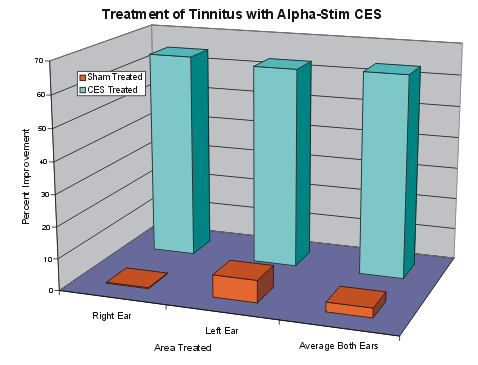 Treatment of Tinnitus with Alpha-Stim CES
Sham Treated
CES Treated
Percent Improvement
70
60
50
40
30
20
10
0
Right Ear
Left Ear
Average Both Ears
Area Treated